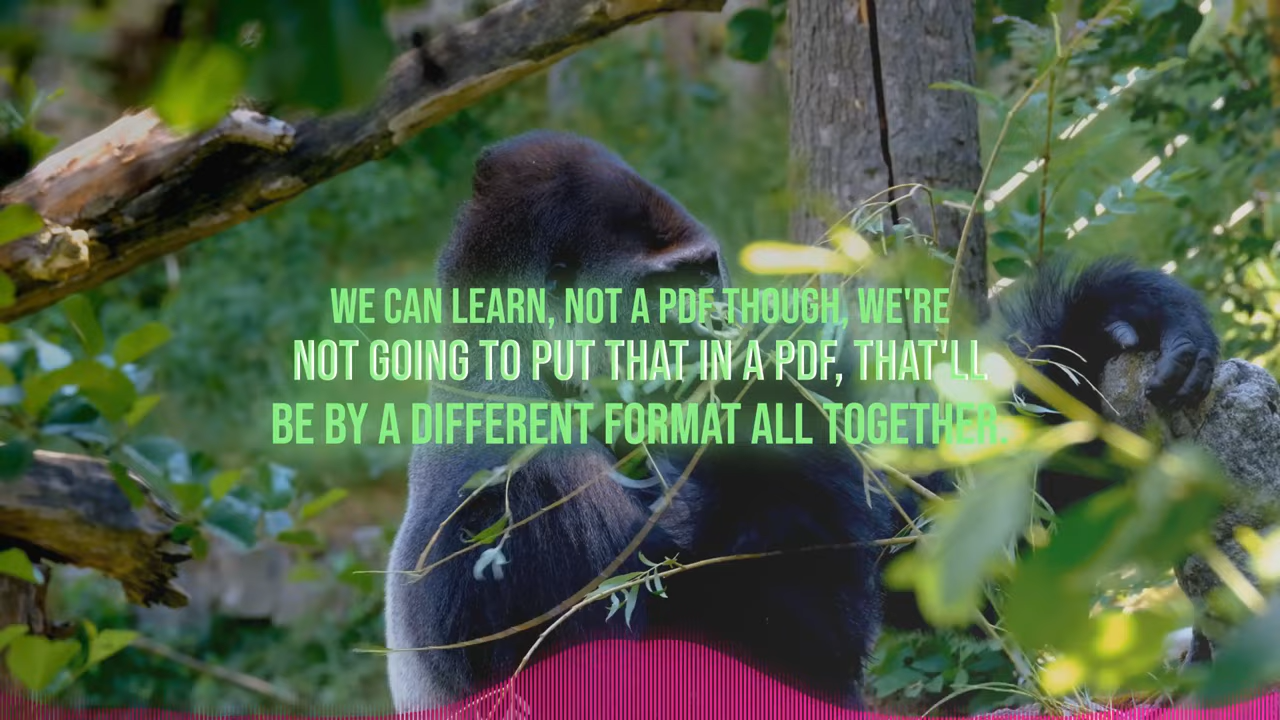 WE CAN LEARN, NOT A PDF THOUGH, WE'RE
NOT GOING TO PUT THAT IN A PDF, THAT'LL
BE BY A DIFFERENT FORMAT ALL TOGETHER.